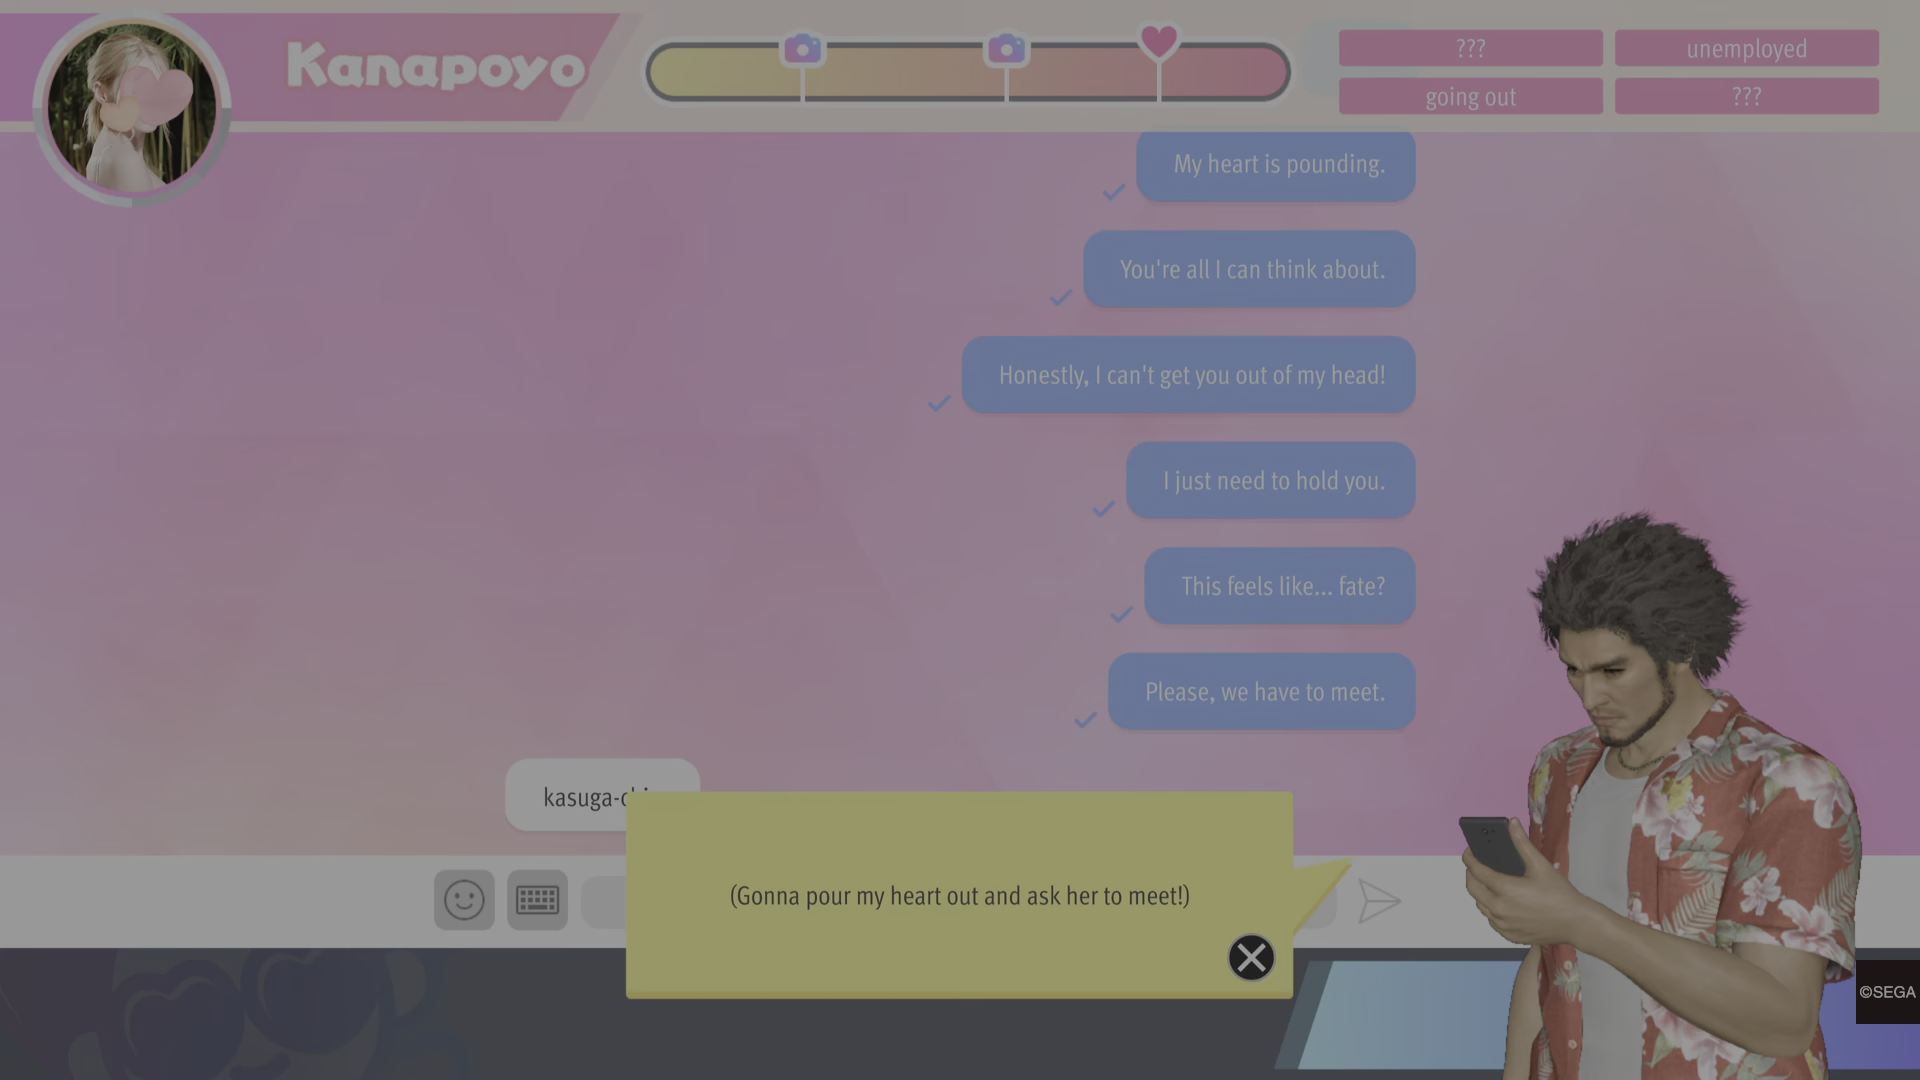 Kanapoyo
???
unemployed
going out
???
My heart is pounding.
You're all I can think about.
Honestly, I can't get you out of my head!
I just need to hold you.
This feels like... fate?
Please, we have to meet.
(Gonna pour my heart out and ask her to meet!)
©SEGA